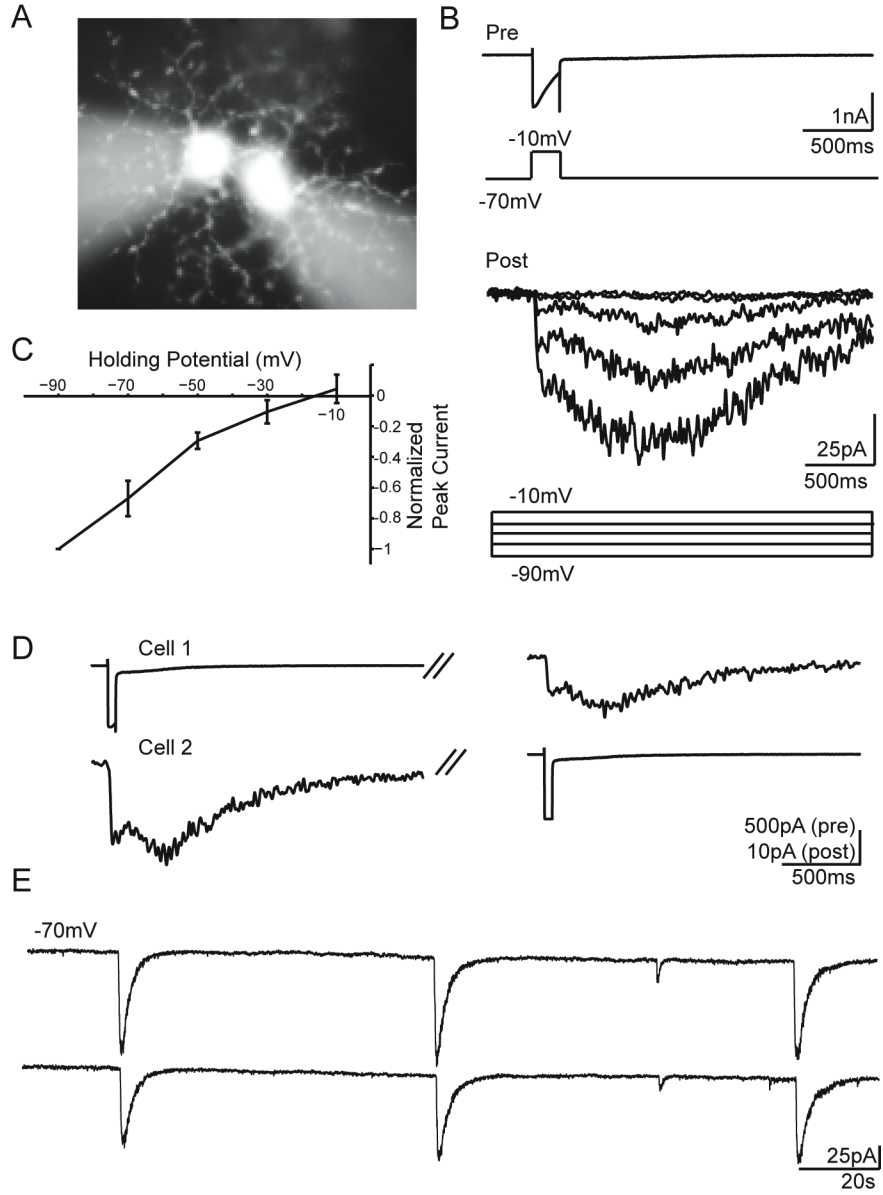 A
B
Pre
1nA
500ms
-10mV
-70mV
Post
25pA
500ms
-10mV
-90mV
C
Holding Potential (mV)
−90 −70 −50 −30 −10
0
-0.2
-0.4
-0.6
-0.8
−1
Normalized
Peak Current
D
Cell 1
Cell 2
500pA (pre)
10pA (post)
500ms
E
-70mV
25pA
20s